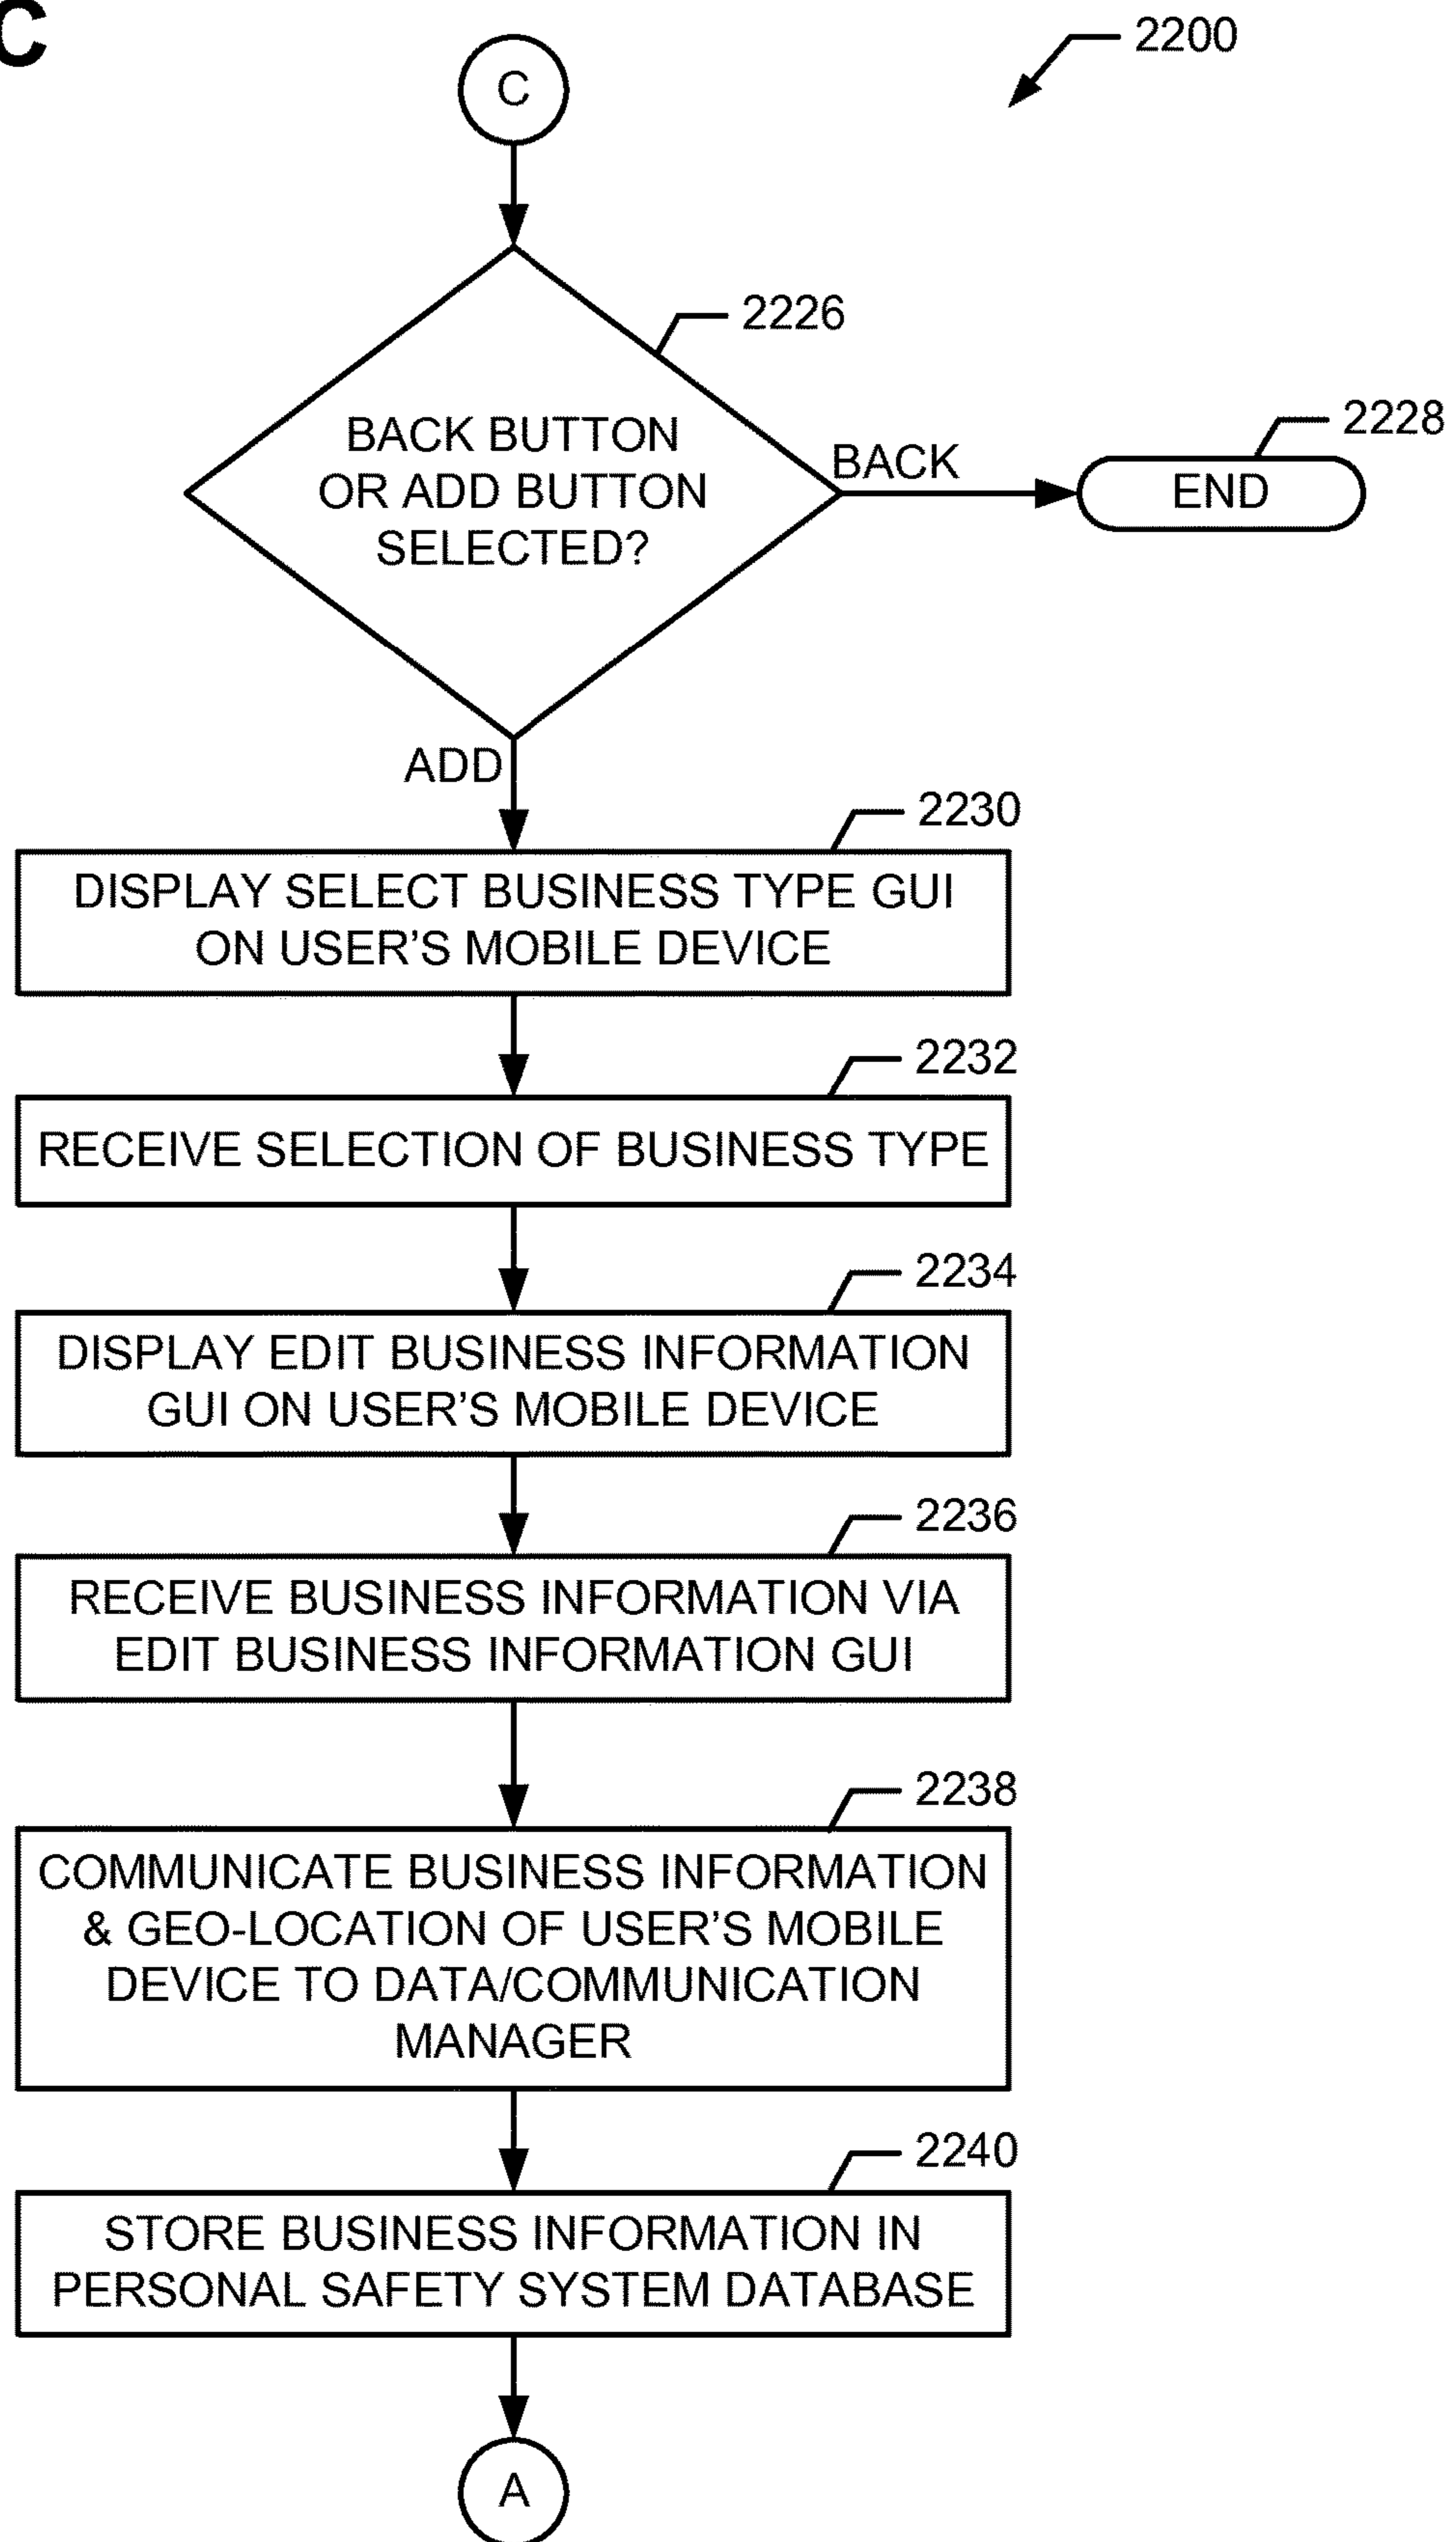 C
2200
C
2226
BACK BUTTON
OR ADD BUTTON
SELECTED?
BACK
2228
END
ADD
2230
DISPLAY SELECT BUSINESS TYPE GUI
ON USER'S MOBILE DEVICE
2232
RECEIVE SELECTION OF BUSINESS TYPE
2234
DISPLAY EDIT BUSINESS INFORMATION
GUI ON USER'S MOBILE DEVICE
2236
RECEIVE BUSINESS INFORMATION VIA
EDIT BUSINESS INFORMATION GUI
2238
COMMUNICATE BUSINESS INFORMATION
& GEO-LOCATION OF USER'S MOBILE
DEVICE TO DATA/COMMUNICATION
MANAGER
2240
STORE BUSINESS INFORMATION IN
PERSONAL SAFETY SYSTEM DATABASE
A